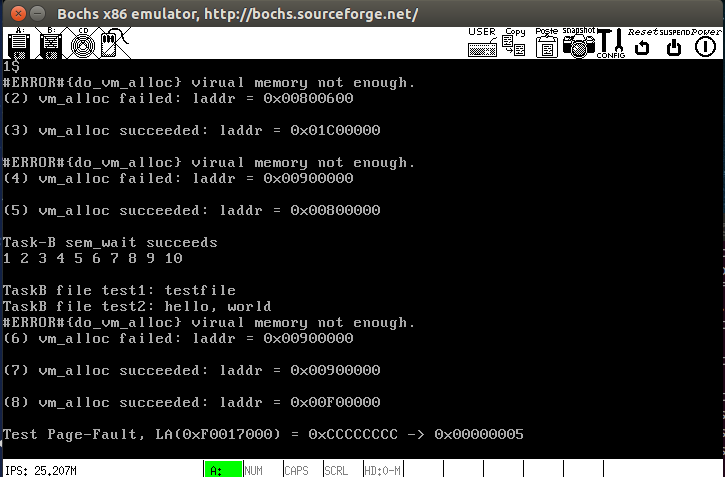 Bochs x86 emulator, http://bochs.sourceforge.net/
A: B: CD USER Copy Paste snapshot CONFIG Reset SUSPEND Power
1$
#ERROR#{do_vm_alloc} virual memory not enough.
(2) vm_alloc failed: laddr = 0x00800600
(3) vm_alloc succeeded: laddr = 0x01C00000
#ERROR#{do_vm_alloc} virual memory not enough.
(4) vm_alloc failed: laddr = 0x00900000
(5) vm_alloc succeeded: laddr = 0x00800000
Task-B sem_wait succeeds
1 2 3 4 5 6 7 8 9 10
TaskB file test1: testfile
TaskB file test2: hello, world
#ERROR#{do_vm_alloc} virual memory not enough.
(6) vm_alloc failed: laddr = 0x00900000
(7) vm_alloc succeeded: laddr = 0x00900000
(8) vm_alloc succeeded: laddr = 0x00F00000
Test Page-Fault, LA(0xF0017000) = 0xCCCCCCCC -> 0x00000005
IPS: 25.207M A: NUM CAPS SCRL HD:0-M